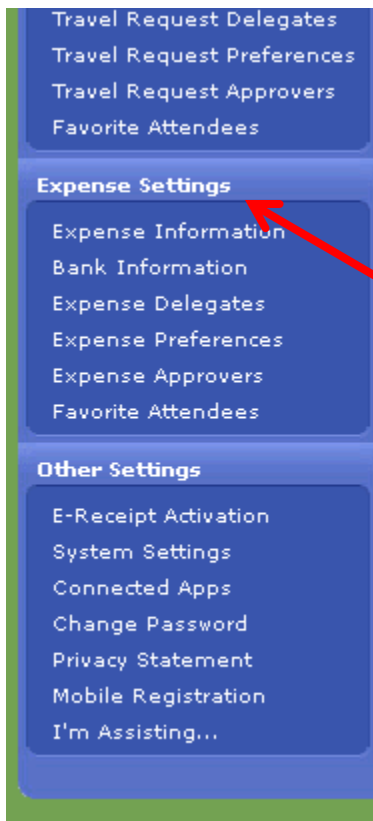 Travel Request Delegates
Travel Request Preferences
Travel Request Approvers
Favorite Attendees
Expense Settings
Expense Information
Bank Information
Expense Delegates
Expense Preferences
Expense Approvers
Favorite Attendees
Other Settings
E-Receipt Activation
System Settings
Connected Apps
Change Password
Privacy Statement
Mobile Registration
I'm Assisting...